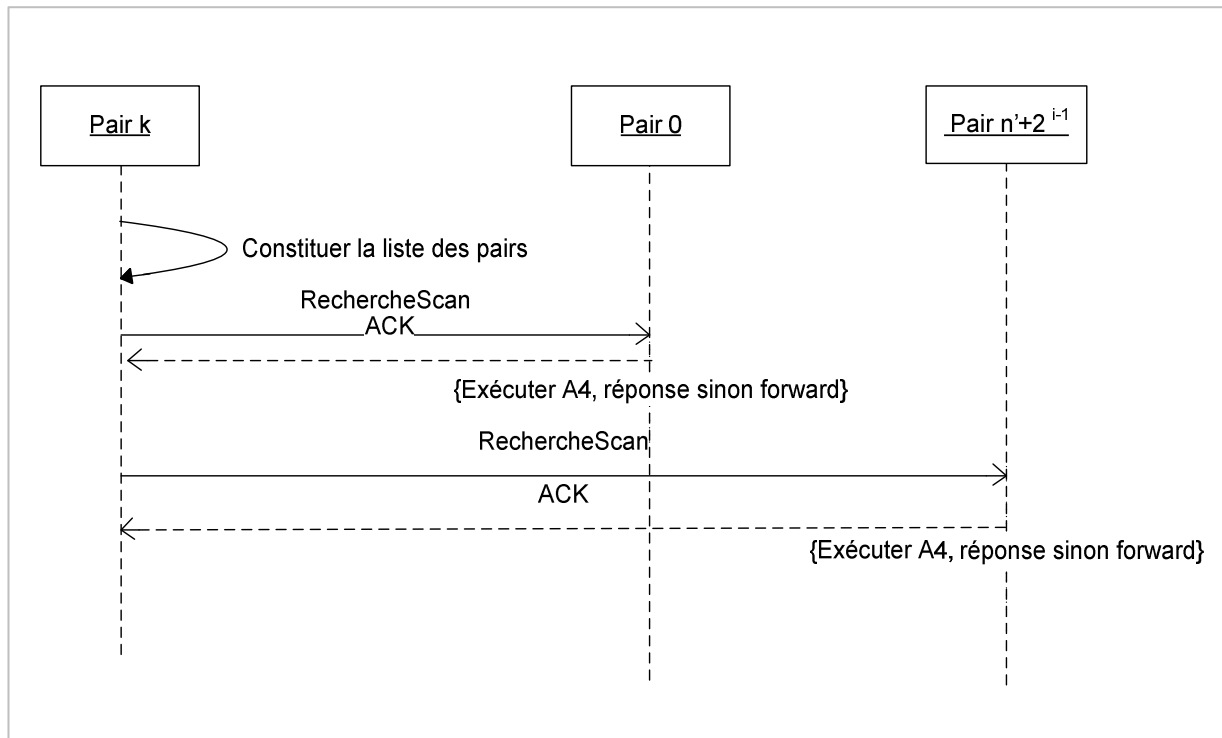 Pair k
Pair 0
Pair n'+2 i-1
Constituer la liste des pairs
RechercheScan
ACK
{Exécuter A4, réponse sinon forward}
RechercheScan
ACK
{Exécuter A4, réponse sinon forward}